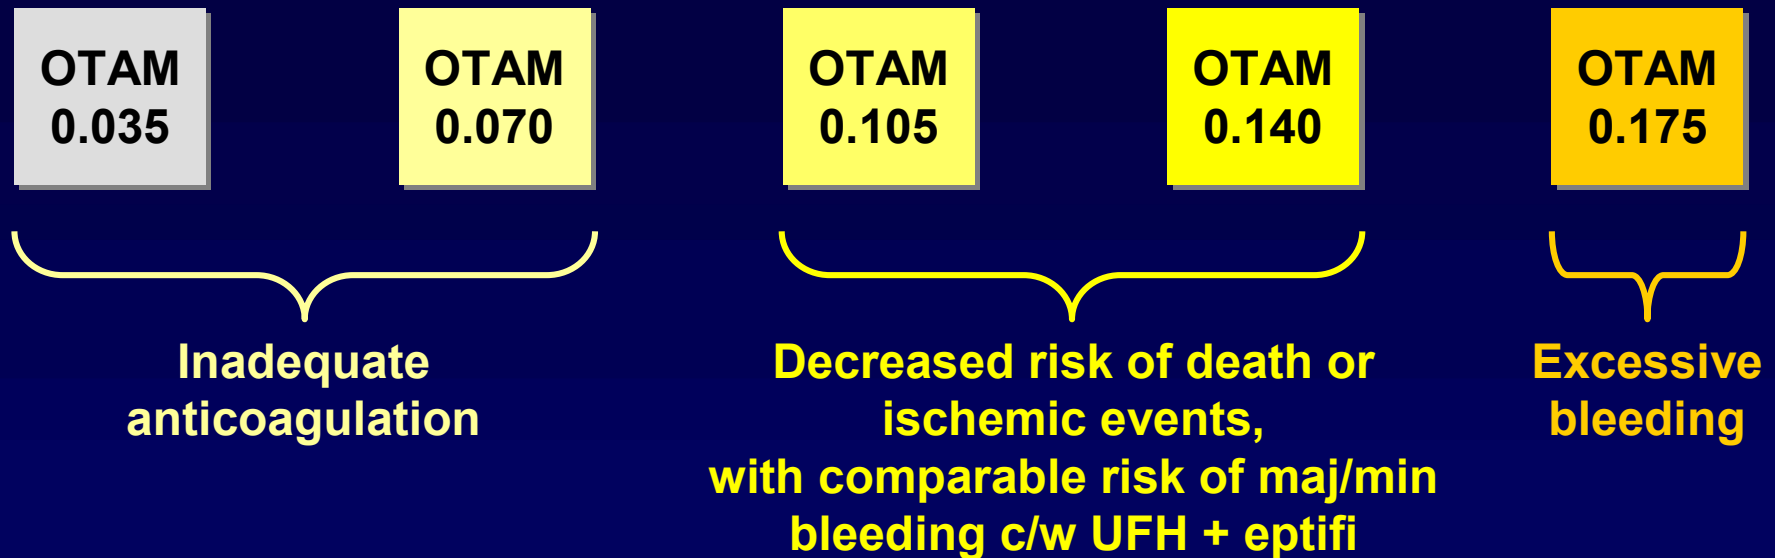 OTAM
0.035
OTAM
0.070
OTAM
0.105
OTAM
0.140
OTAM
0.175
Inadequate
anticoagulation
Decreased risk of death or
ischemic events,
with comparable risk of maj/min
bleeding c/w UFH + eptifi
Excessive
bleeding